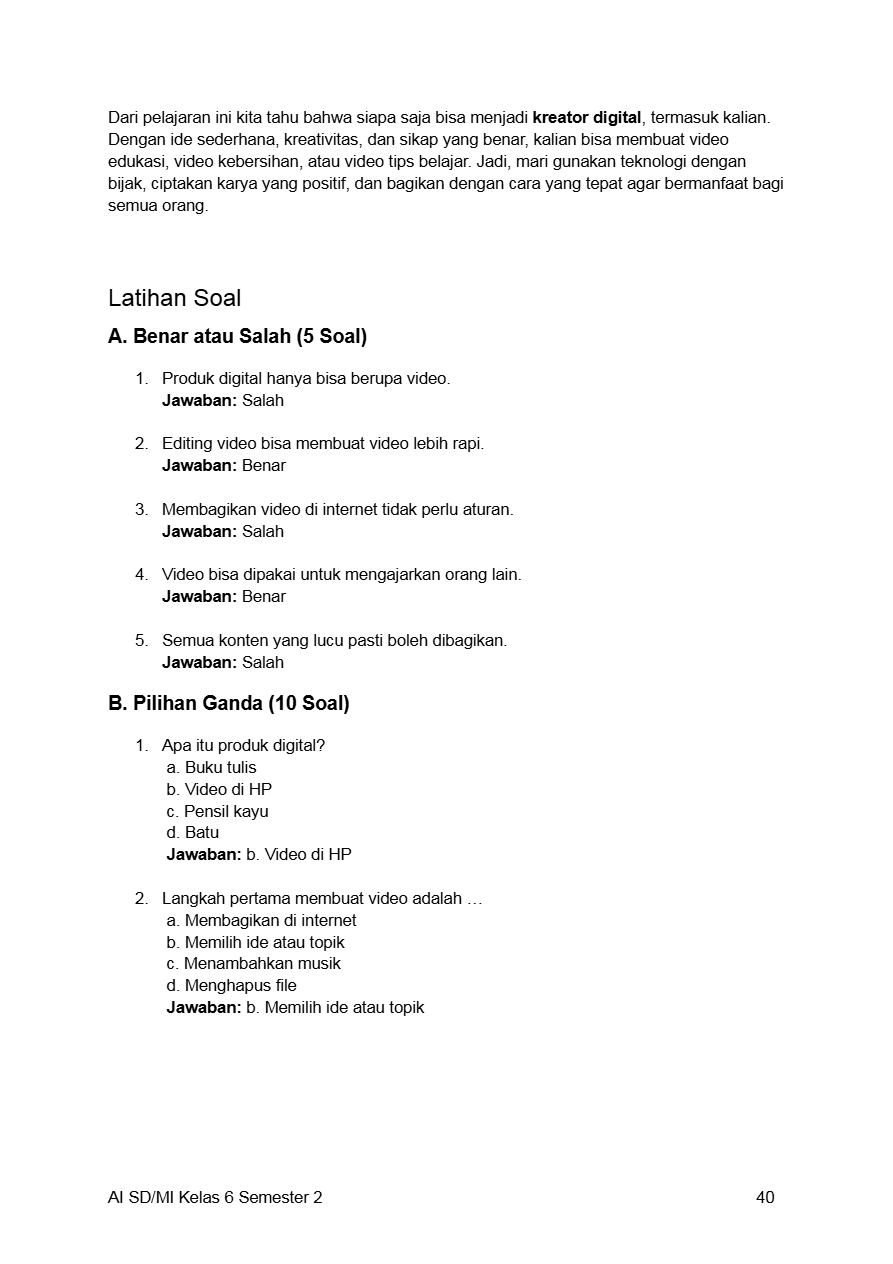 Dari pelajaran ini kita tahu bahwa siapa saja bisa menjadi kreator digital, termasuk kalian.
Dengan ide sederhana, kreativitas, dan sikap yang benar, kalian bisa membuat video
edukasi, video kebersihan, atau video tips belajar. Jadi, mari gunakan teknologi dengan
bijak, ciptakan karya yang positif, dan bagikan dengan cara yang tepat agar bermanfaat bagi
semua orang.
Latihan Soal
A. Benar atau Salah (5 Soal)
1. Produk digital hanya bisa berupa video.
Jawaban: Salah
2. Editing video bisa membuat video lebih rapi.
Jawaban: Benar
3. Membagikan video di internet tidak perlu aturan.
Jawaban: Salah
4. Video bisa dipakai untuk mengajarkan orang lain.
Jawaban: Benar
5. Semua konten yang lucu pasti boleh dibagikan.
Jawaban: Salah
B. Pilihan Ganda (10 Soal)
1. Apa itu produk digital?
a. Buku tulis
b. Video di HP
c. Pensil kayu
d. Batu
Jawaban: b. Video di HP
2. Langkah pertama membuat video adalah …
a. Membagikan di internet
b. Memilih ide atau topik
c. Menambahkan musik
d. Menghapus file
Jawaban: b. Memilih ide atau topik
AI SD/MI Kelas 6 Semester 2 40